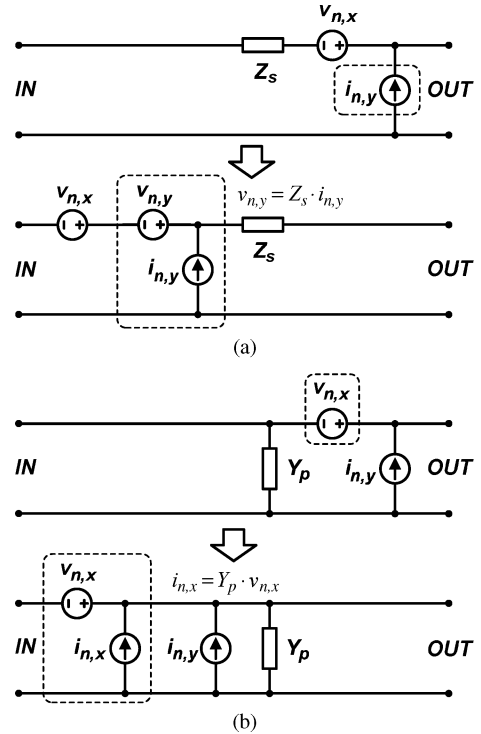 v_{n,x}
Z_s
IN i_{n,y} OUT
v_{n,x} v_{n,y} v_{n,y} = Z_s · i_{n,y}
Z_s
IN i_{n,y} OUT
(a)
v_{n,x}
IN Y_p i_{n,y} OUT
v_{n,x} i_{n,x} = Y_p · v_{n,x}
IN i_{n,x} i_{n,y} Y_p OUT
(b)